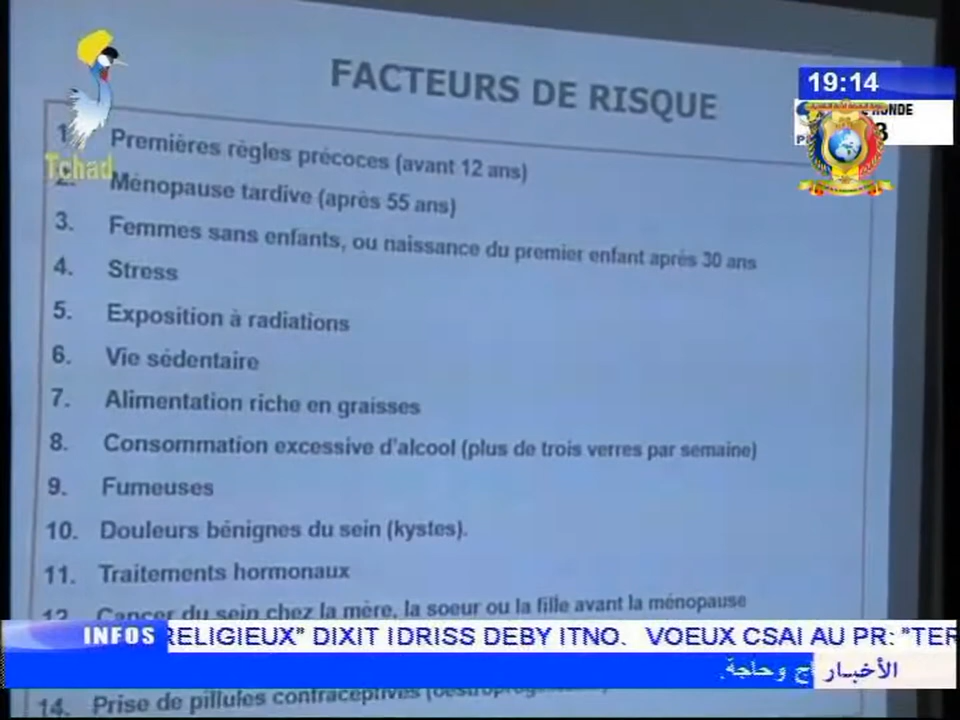 FACTEURS DE RISQUE
19:14
Tchad
1. Premières règles précoces (avant 12 ans)
2. Ménopause tardive (après 55 ans)
3. Femmes sans enfants, ou naissance du premier enfant après 30 ans
4. Stress
5. Exposition à radiations
6. Vie sédentaire
7. Alimentation riche en graisses
8. Consommation excessive d'alcool (plus de trois verres par semaine)
9. Fumeuses
10. Douleurs bénignes du sein (kystes).
11. Traitements hormonaux
12. Cancer du sein chez la mère, la soeur ou la fille avant la ménopause
INFOS RELIGIEUX" DIXIT IDRISS DEBY ITNO. VOEUX CSAI AU PR: "TER
الأخبار وحاجة.
14. Prise de pillules contraceptives